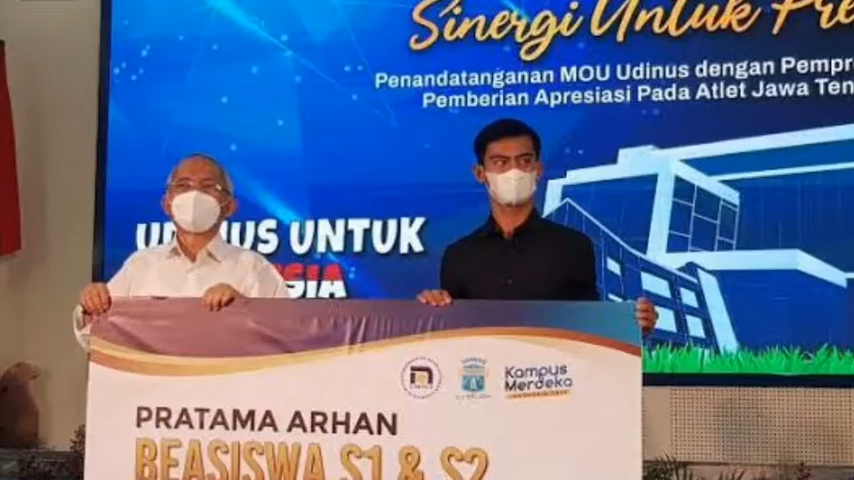 Sinergi Untuk Pre
Penandatanganan MOU Udinus dengan Pempro
Pemberian Apresiasi Pada Atlet Jawa Ten
UDINUS UNTUK
SIA
Kampus
Merdeka
PRATAMA ARHAN
BEASISWA S1 & S2